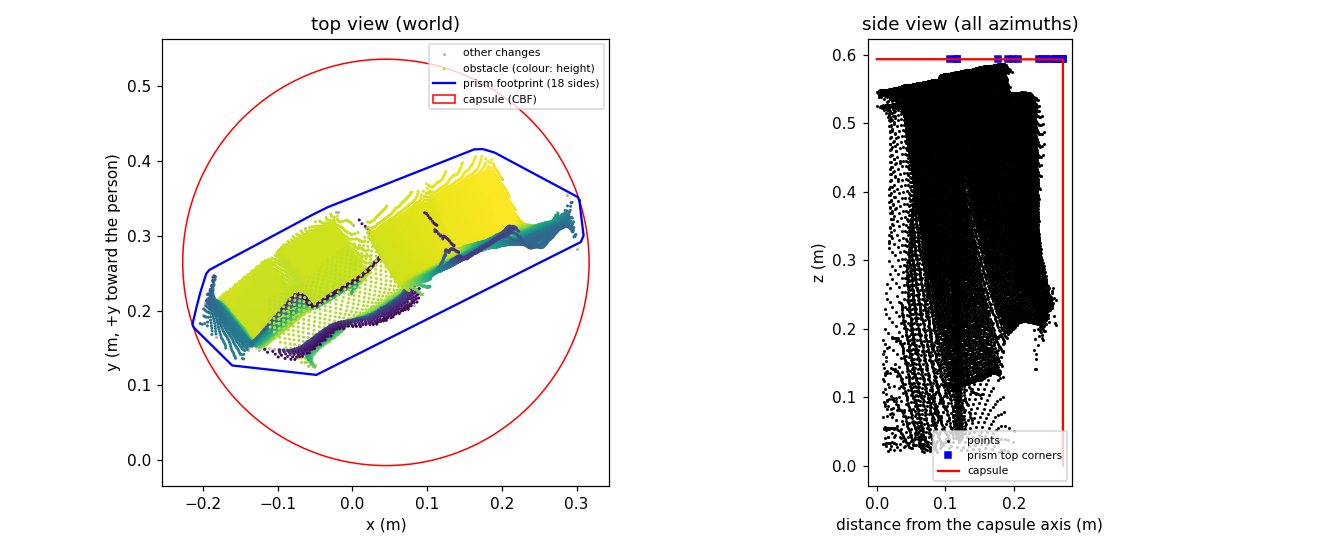 top view (world)
other changes
obstacle (colour: height)
prism footprint (18 sides)
capsule (CBF)
y (m, +y toward the person)
0.5
0.4
0.3
0.2
0.1
0.0
−0.2
−0.1
0.0
0.1
0.2
0.3
x (m)
side view (all azimuths)
z (m)
0.6
0.5
0.4
0.3
0.2
0.1
0.0
points
prism top corners
capsule
0.0
0.1
0.2
distance from the capsule axis (m)